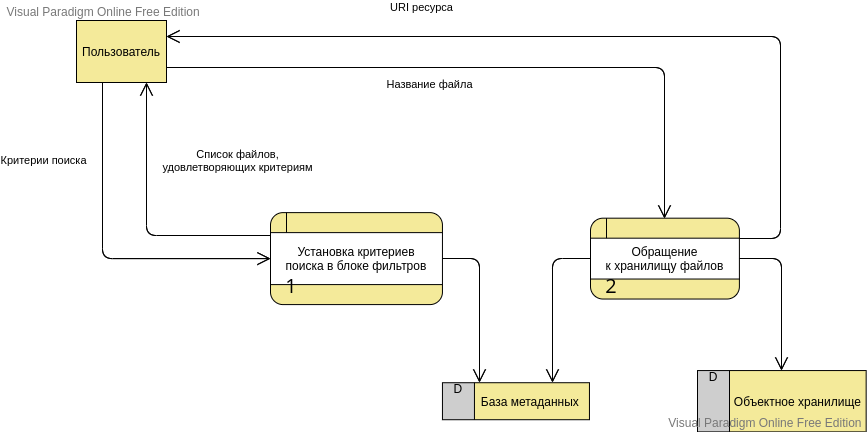 Visual Paradigm Online Free Edition
URI ресурса
Пользователь
Название файла
Критерии поиска
Список файлов,
удовлетворяющих критериям
Установка критериев
поиска в блоке фильтров
1
Обращение
к хранилищу файлов
2
D
База метаданных
D
Объектное хранилище
Visual Paradigm Online Free Edition